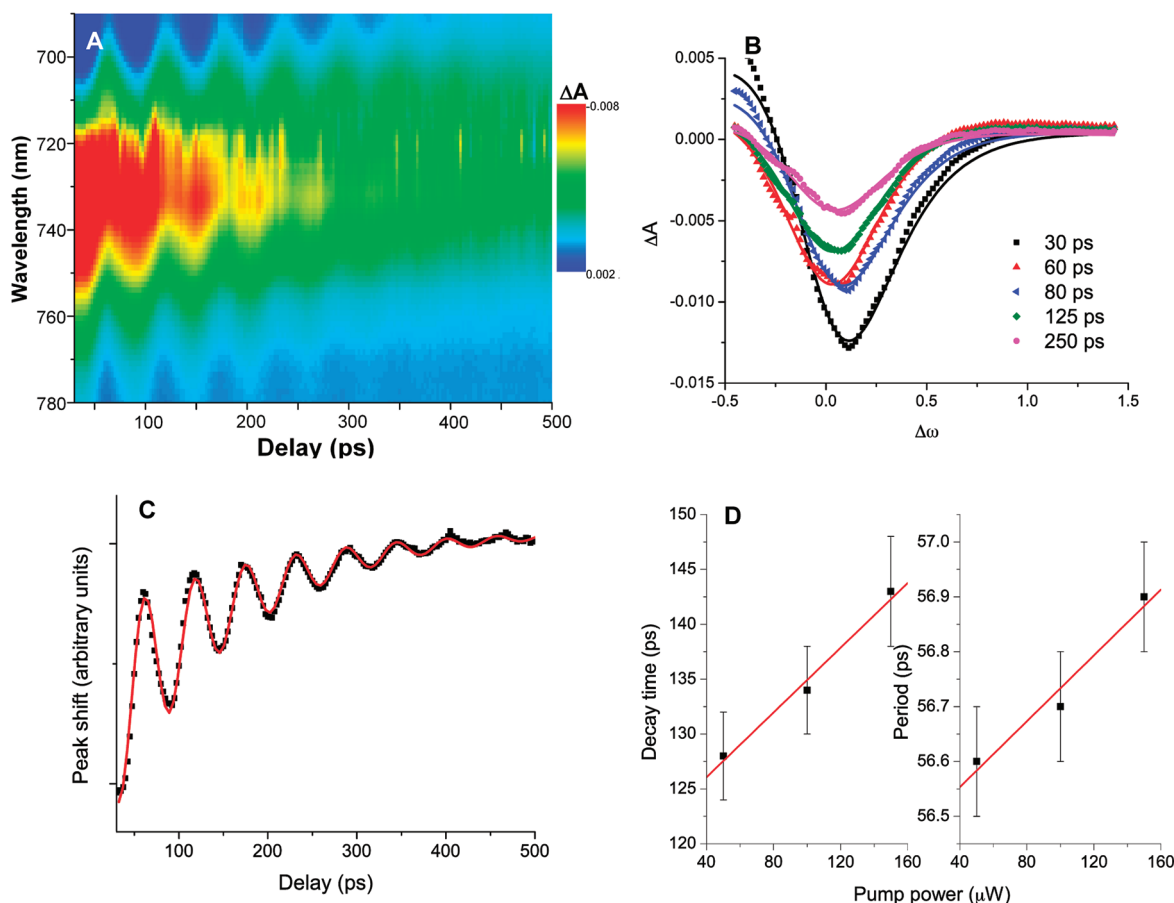 A
Wavelength (nm)
700
720
740
760
780
100
200
300
400
500
Delay (ps)
ΔA
-0.008
0.002
B
ΔA
0.005
0.000
-0.005
-0.010
-0.015
-0.5
0.0
0.5
1.0
1.5
Δω
30 ps
60 ps
80 ps
125 ps
250 ps
C
Peak shift (arbitrary units)
100
200
300
400
500
Delay (ps)
D
Decay time (ps)
150
145
140
135
130
125
120
40
80
120
160
Period (ps)
57.0
56.9
56.8
56.7
56.6
56.5
40
80
120
160
Pump power (μW)